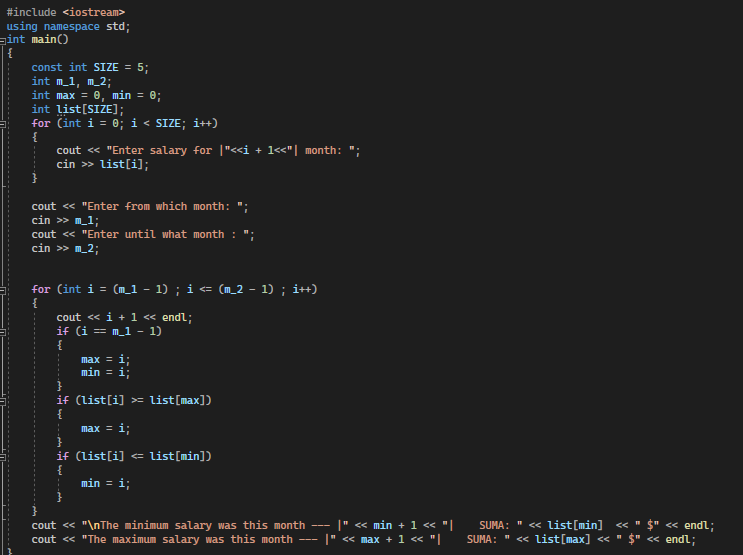 #include <iostream>
using namespace std;
int main()
{
    const int SIZE = 5;
    int m_1, m_2;
    int max = 0, min = 0;
    int list[SIZE];
    for (int i = 0; i < SIZE; i++)
    {
        cout << "Enter salary for |"<<i + 1<<"| month: ";
        cin >> list[i];
    }
    cout << "Enter from which month: ";
    cin >> m_1;
    cout << "Enter until what month : ";
    cin >> m_2;
    for (int i = (m_1 - 1) ; i <= (m_2 - 1) ; i++)
    {
        cout << i + 1 << endl;
        if (i == m_1 - 1)
        {
            max = i;
            min = i;
        }
        if (list[i] >= list[max])
        {
            max = i;
        }
        if (list[i] <= list[min])
        {
            min = i;
        }
    }
    cout << "\nThe minimum salary was this month --- |" << min + 1 << "|    SUMA: " << list[min]  << " $" << endl;
    cout << "The maximum salary was this month --- |" << max + 1 << "|    SUMA: " << list[max] << " $" << endl;
}